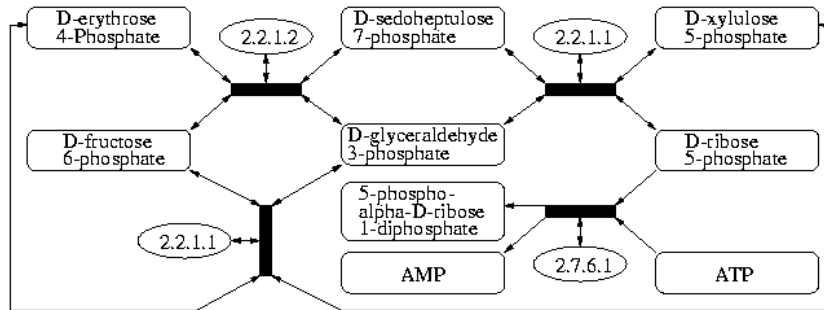 D-erythrose
4-Phosphate
2.2.1.2
D-sedoheptulose
7-phosphate
2.2.1.1
D-xylulose
5-phosphate
D-fructose
6-phosphate
D-glyceraldehyde
3-phosphate
D-ribose
5-phosphate
5-phospho-
alpha-D-ribose
1-diphosphate
2.2.1.1
AMP
2.7.6.1
ATP